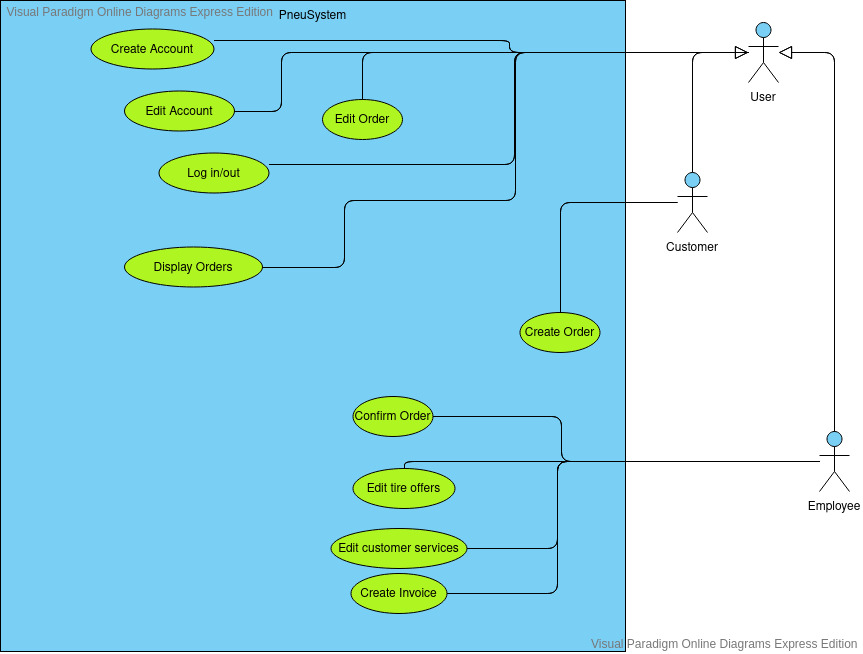 Visual Paradigm Online Diagrams Express Edition
PneuSystem
Create Account
Edit Account
Edit Order
User
Log in/out
Customer
Display Orders
Create Order
Confirm Order
Edit tire offers
Employee
Edit customer services
Create Invoice
Visual Paradigm Online Diagrams Express Edition